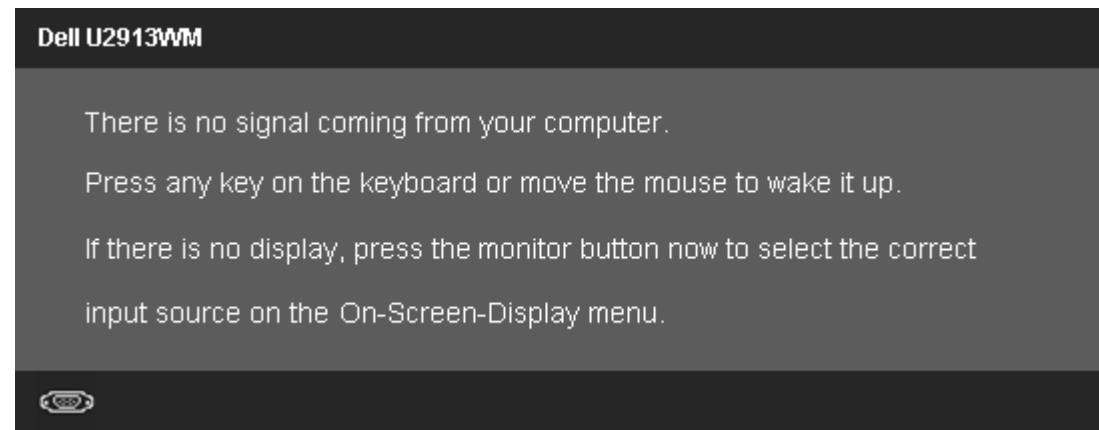 Dell U2913WM
There is no signal coming from your computer.
Press any key on the keyboard or move the mouse to wake it up.
If there is no display, press the monitor button now to select the correct
input source on the On-Screen-Display menu.